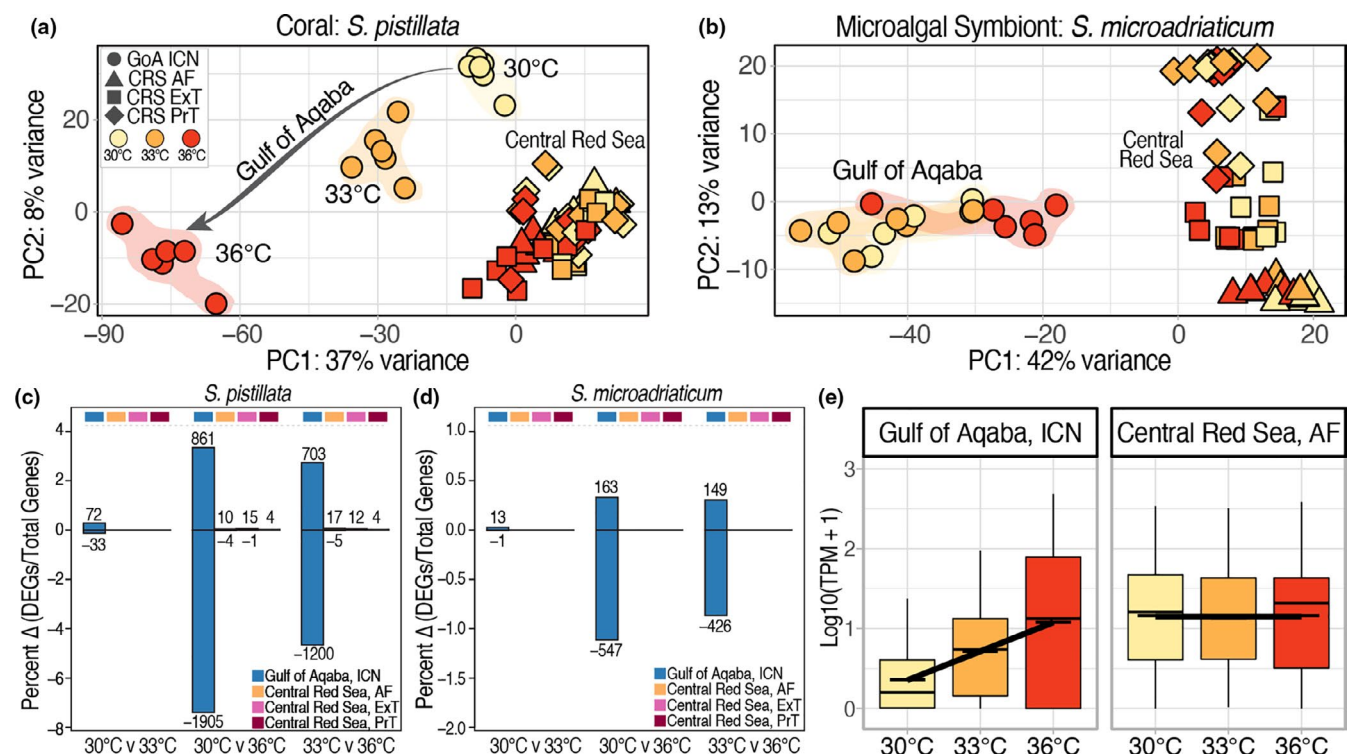 (a)
Coral: S. pistillata
GoA ICN
CRS AF
CRS ExT
CRS PrT
30°C 33°C 36°C
Gulf of Aqaba
30°C
33°C
36°C
Central Red Sea
PC2: 8% variance
20
0
−20
−90 −60 −30 0
PC1: 37% variance
(b)
Microalgal Symbiont: S. microadriaticum
Gulf of Aqaba
Central
Red Sea
PC2: 13% variance
20
10
0
−10
−40 −20 0 20
PC1: 42% variance
(c)
S. pistillata
Percent Δ (DEGs/Total Genes)
4
2
0
−2
−4
−6
−8
72
−33
861
−1905
10 15 4
−4 −1
703
−1200
17 12 4
−5
Gulf of Aqaba, ICN
Central Red Sea, AF
Central Red Sea, ExT
Central Red Sea, PrT
30°C v 33°C 30°C v 36°C 33°C v 36°C
(d)
S. microadriaticum
Percent Δ (DEGs/Total Genes)
1.0
0.5
0.0
−0.5
−1.0
−1.5
−2.0
13
−1
163
−547
149
−426
Gulf of Aqaba, ICN
Central Red Sea, AF
Central Red Sea, ExT
Central Red Sea, PrT
30°C v 33°C 30°C v 36°C 33°C v 36°C
(e)
Gulf of Aqaba, ICN
Central Red Sea, AF
Log10(TPM + 1)
3
2
1
0
30°C 33°C 36°C
30°C 33°C 36°C